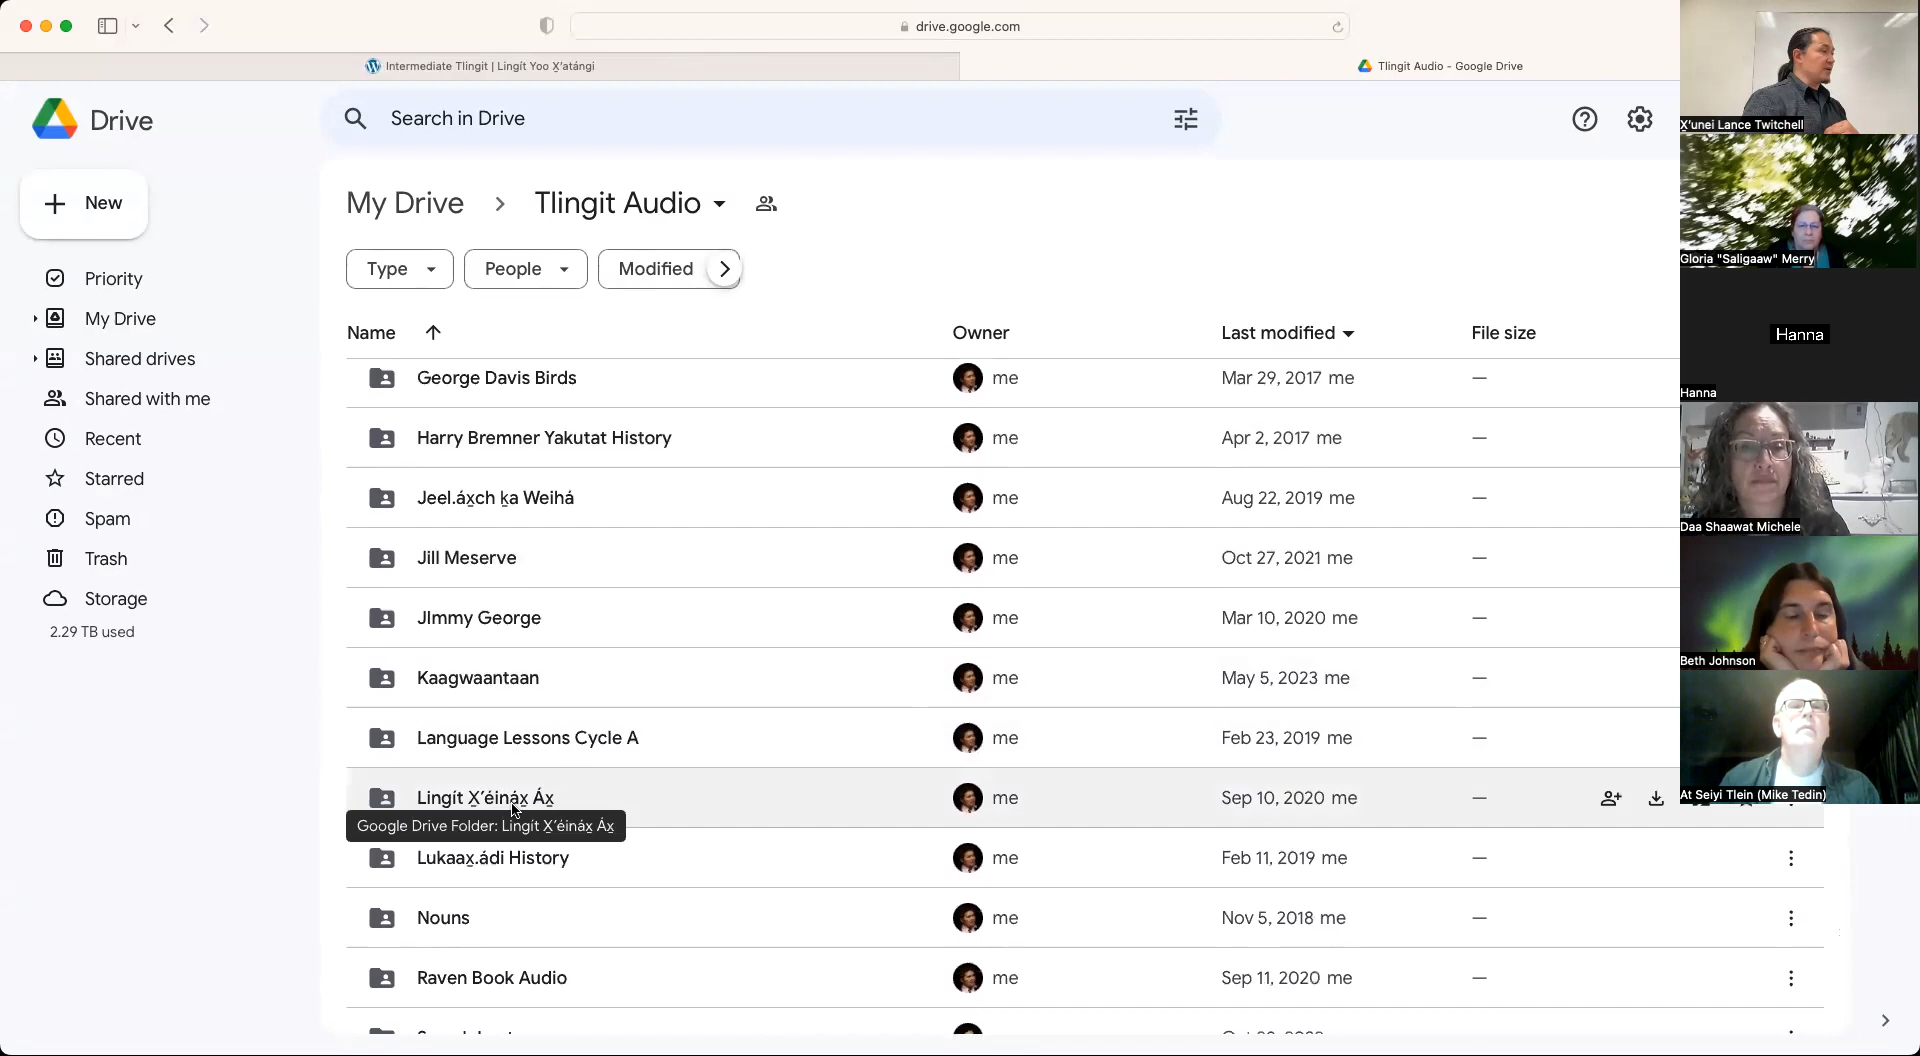 drive.google.com
Intermediate Tlingit | Lingít Yoo X̱ʼatángi
Tlingit Audio - Google Drive
Drive
Search in Drive
New
Priority
My Drive
Shared drives
Shared with me
Recent
Starred
Spam
Trash
Storage
2.29 TB used
My Drive > Tlingit Audio
Type People Modified
Name Owner Last modified File size
George Davis Birds me Mar 29, 2017 me —
Harry Bremner Yakutat History me Apr 2, 2017 me —
Jeel.áx̱ch ḵa Weihá me Aug 22, 2019 me —
Jill Meserve me Oct 27, 2021 me —
JImmy George me Mar 10, 2020 me —
Kaagwaantaan me May 5, 2023 me —
Language Lessons Cycle A me Feb 23, 2019 me —
Lingít X̱ʼéináx̱ Áx̱ me Sep 10, 2020 me —
Google Drive Folder: Lingít X̱ʼéináx̱ Áx̱
Lukaax̱.ádi History me Feb 11, 2019 me —
Nouns me Nov 5, 2018 me —
Raven Book Audio me Sep 11, 2020 me —
X̱ʼunei Lance Twitchell
Gloria "Saligaaw" Merry
Hanna
Hanna
Daa Shaawat Michele
Beth Johnson
At Seiyi Tlein (Mike Tedin)